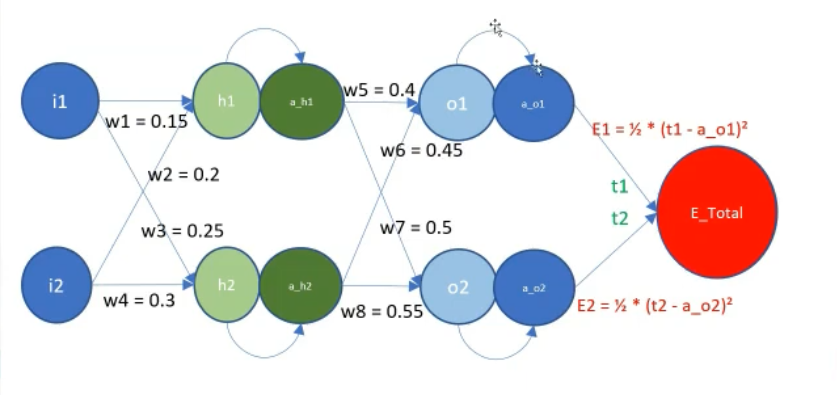 i1
h1
a_h1
w5 = 0.4
o1
a_o1
w1 = 0.15
E1 = ½ * (t1 - a_o1)²
w6 = 0.45
w2 = 0.2
t1
E_Total
t2
w3 = 0.25
w7 = 0.5
i2
h2
a_h2
o2
a_o2
w4 = 0.3
w8 = 0.55
E2 = ½ * (t2 - a_o2)²